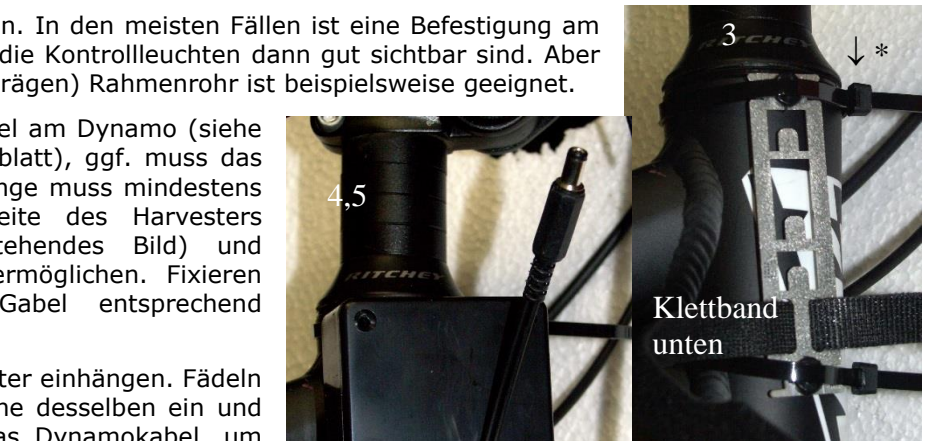 n. In den meisten Fällen ist eine Befestigung am
die Kontrollleuchten dann gut sichtbar sind. Aber
rägen) Rahmenrohr ist beispielsweise geeignet.
el am Dynamo (siehe
blatt), ggf. muss das
nge muss mindestens
eite des Harvesters
tehendes Bild) und
ermöglichen. Fixieren
Gabel entsprechend
ter einhängen. Fädeln
ne desselben ein und
as Dynamokabel, um
4,5
RITCHEY
3
RITCHEY
↓ *
Klettband
unten